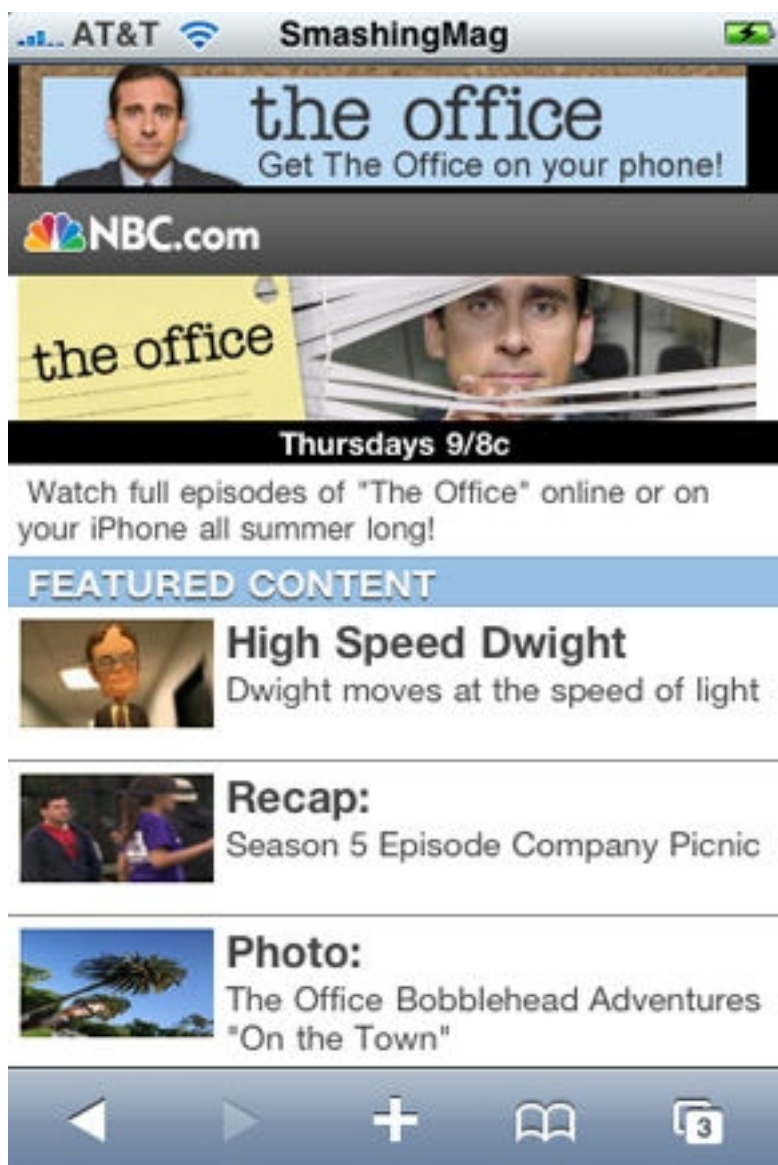 AT&T SmashingMag
the office
Get The Office on your phone!
NBC.com
the office
Thursdays 9/8c
Watch full episodes of "The Office" online or on
your iPhone all summer long!
FEATURED CONTENT
High Speed Dwight
Dwight moves at the speed of light
Recap:
Season 5 Episode Company Picnic
Photo:
The Office Bobblehead Adventures
"On the Town"
3